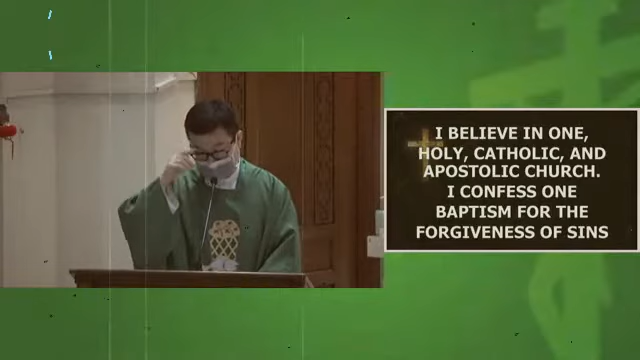 I BELIEVE IN ONE,
HOLY, CATHOLIC, AND
APOSTOLIC CHURCH.
I CONFESS ONE
BAPTISM FOR THE
FORGIVENESS OF SINS